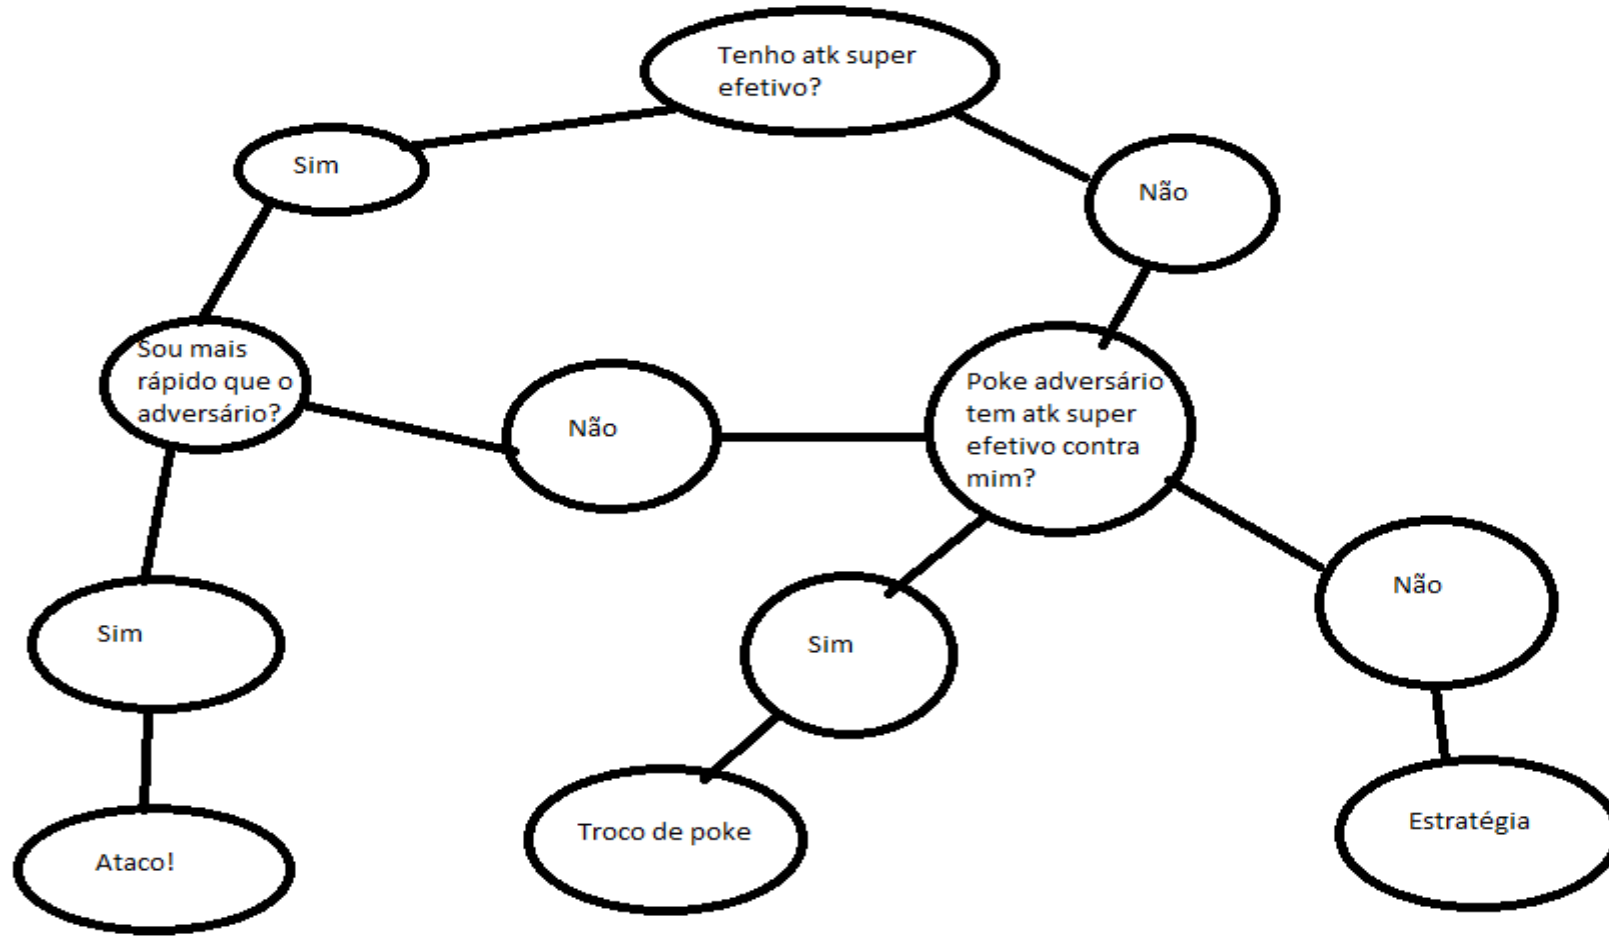 Tenho atk super
efetivo?
Sim
Não
Sou mais
rápido que o
adversário?
Não
Poke adversário
tem atk super
efetivo contra
mim?
Sim
Sim
Não
Ataco!
Troco de poke
Estratégia